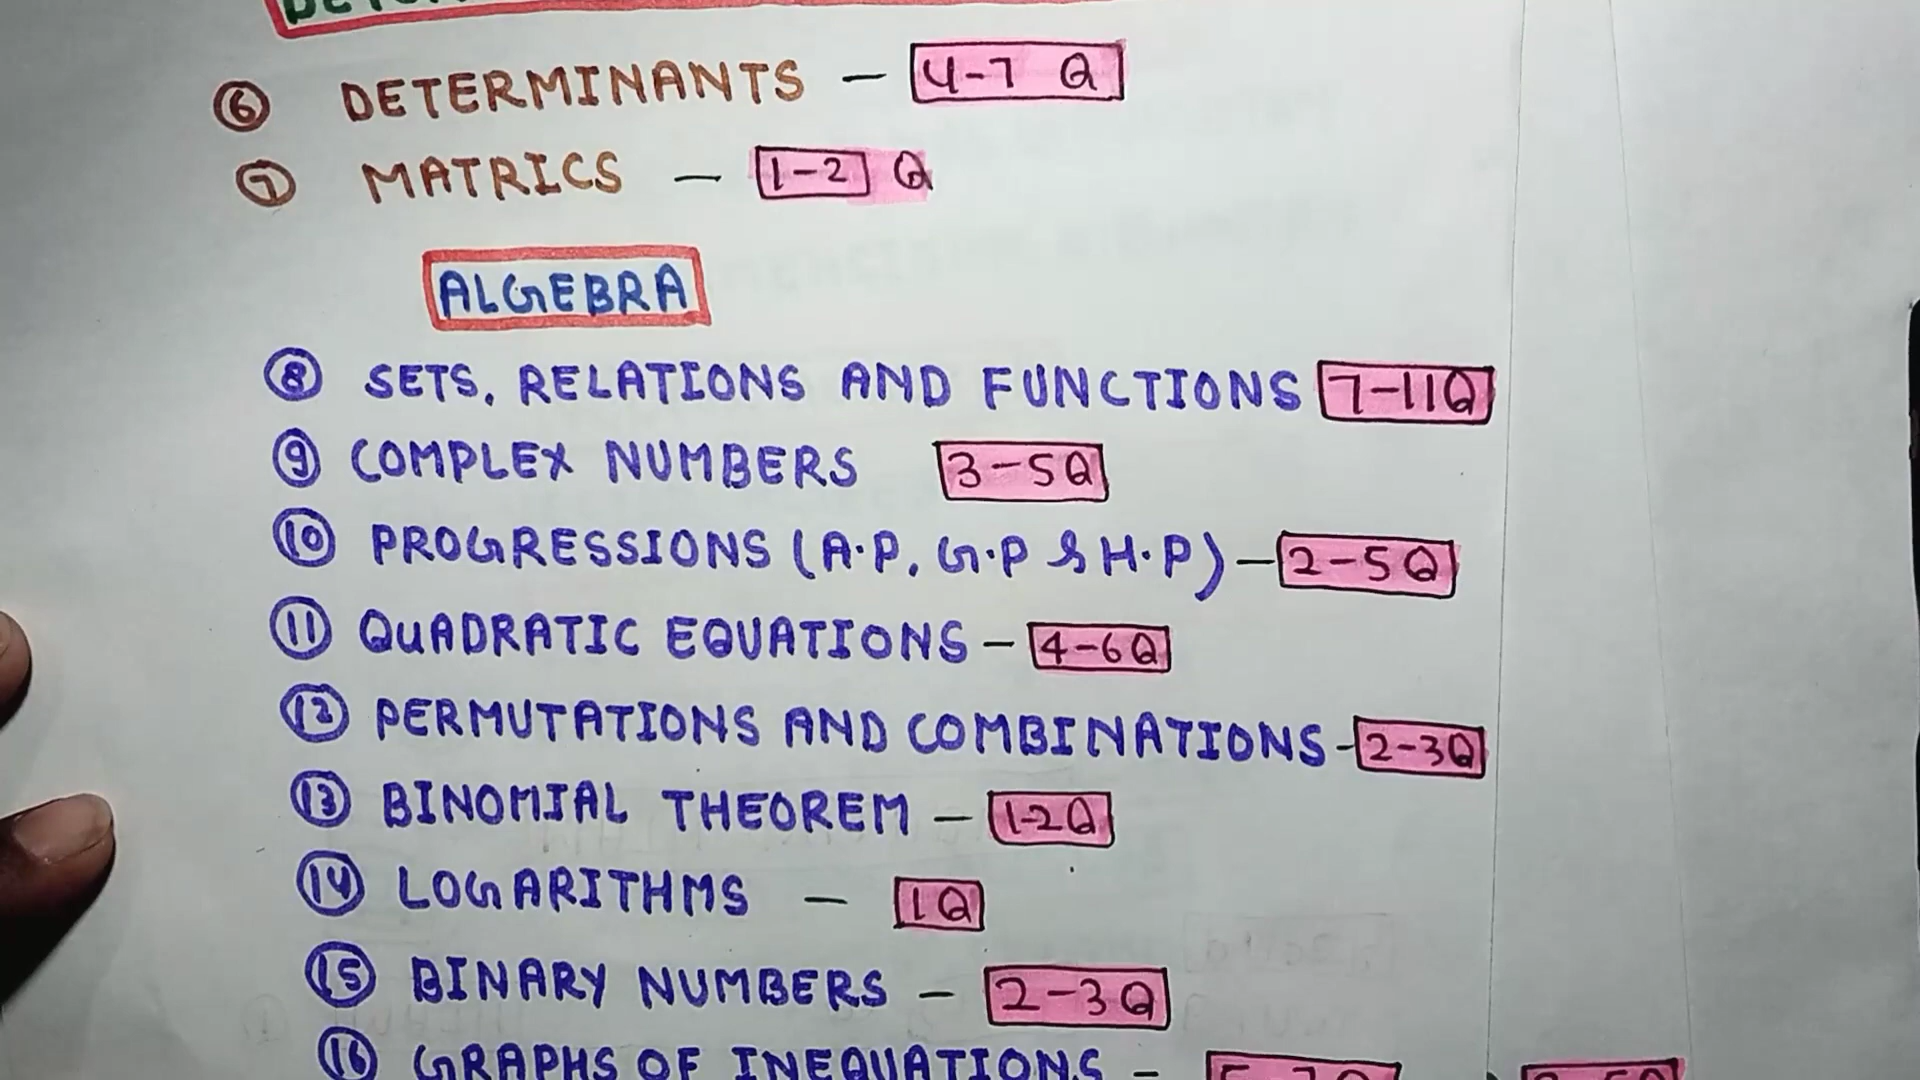 ⑥ DETERMINANTS — 4-7 Q
⑦ MATRICS — 1-2 Q
ALGEBRA
⑧ SETS, RELATIONS AND FUNCTIONS 7-11Q
⑨ COMPLEX NUMBERS 3-5Q
⑩ PROGRESSIONS (A.P, G.P & H.P) — 2-5Q
⑪ QUADRATIC EQUATIONS — 4-6Q
⑫ PERMUTATIONS AND COMBINATIONS - 2-3Q
⑬ BINOMIAL THEOREM — 1-2Q
⑭ LOGARITHMS — 1Q
⑮ BINARY NUMBERS — 2-3Q
⑯ GRAPHS OF INEQUATIONS —